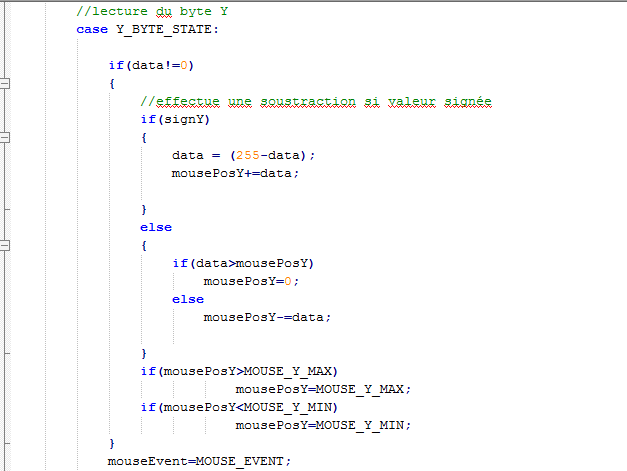 //lecture du byte Y
case Y_BYTE_STATE:
if(data!=0)
{
//effectue une soustraction si valeur signée
if(signY)
{
data = (255-data);
mousePosY+=data;
}
else
{
if(data>mousePosY)
mousePosY=0;
else
mousePosY-=data;
}
if(mousePosY>MOUSE_Y_MAX)
mousePosY=MOUSE_Y_MAX;
if(mousePosY<MOUSE_Y_MIN)
mousePosY=MOUSE_Y_MIN;
}
mouseEvent=MOUSE_EVENT;